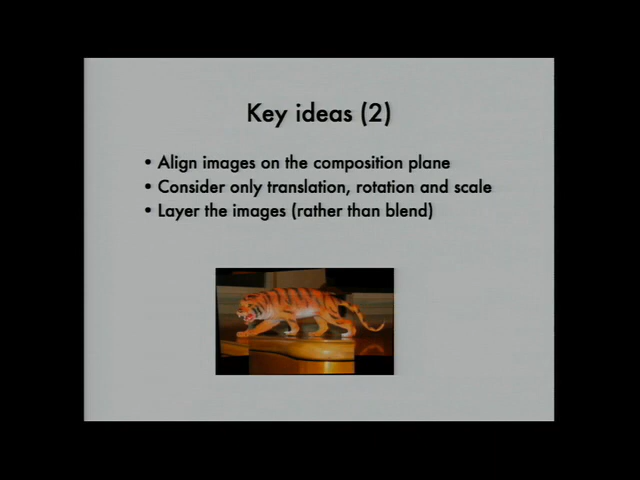 Key ideas (2)
• Align images on the composition plane
• Consider only translation, rotation and scale
• Layer the images (rather than blend)